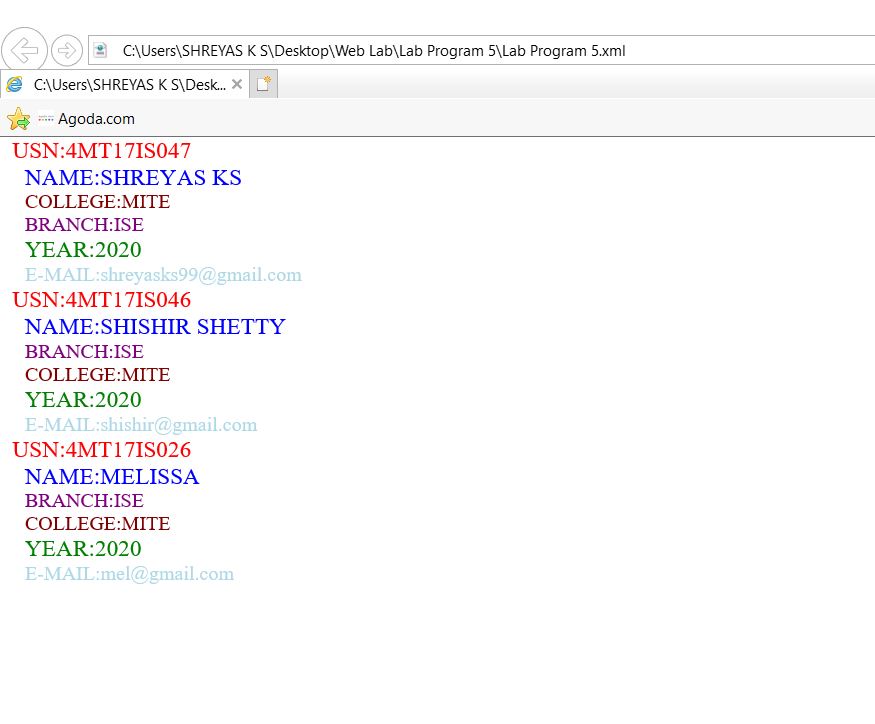 C:\Users\SHREYAS K S\Desktop\Web Lab\Lab Program 5\Lab Program 5.xml
C:\Users\SHREYAS K S\Desk...
Agoda.com
USN:4MT17IS047
NAME:SHREYAS KS
COLLEGE:MITE
BRANCH:ISE
YEAR:2020
E-MAIL:shreyasks99@gmail.com
USN:4MT17IS046
NAME:SHISHIR SHETTY
BRANCH:ISE
COLLEGE:MITE
YEAR:2020
E-MAIL:shishir@gmail.com
USN:4MT17IS026
NAME:MELISSA
BRANCH:ISE
COLLEGE:MITE
YEAR:2020
E-MAIL:mel@gmail.com